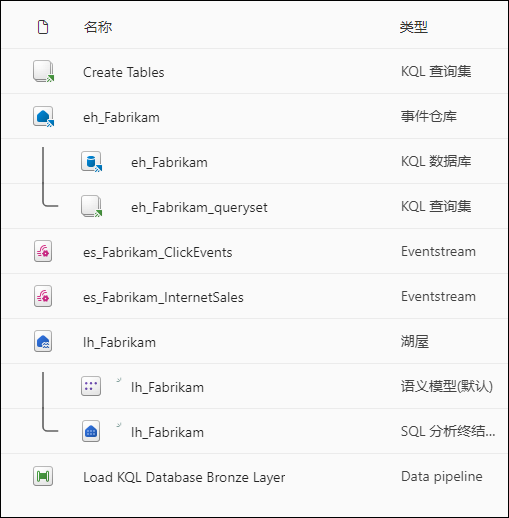 名称 类型
Create Tables KQL 查询集
eh_Fabrikam 事件仓库
eh_Fabrikam KQL 数据库
eh_Fabrikam_queryset KQL 查询集
es_Fabrikam_ClickEvents Eventstream
es_Fabrikam_InternetSales Eventstream
lh_Fabrikam 湖屋
lh_Fabrikam 语义模型(默认)
lh_Fabrikam SQL 分析终结...
Load KQL Database Bronze Layer Data pipeline